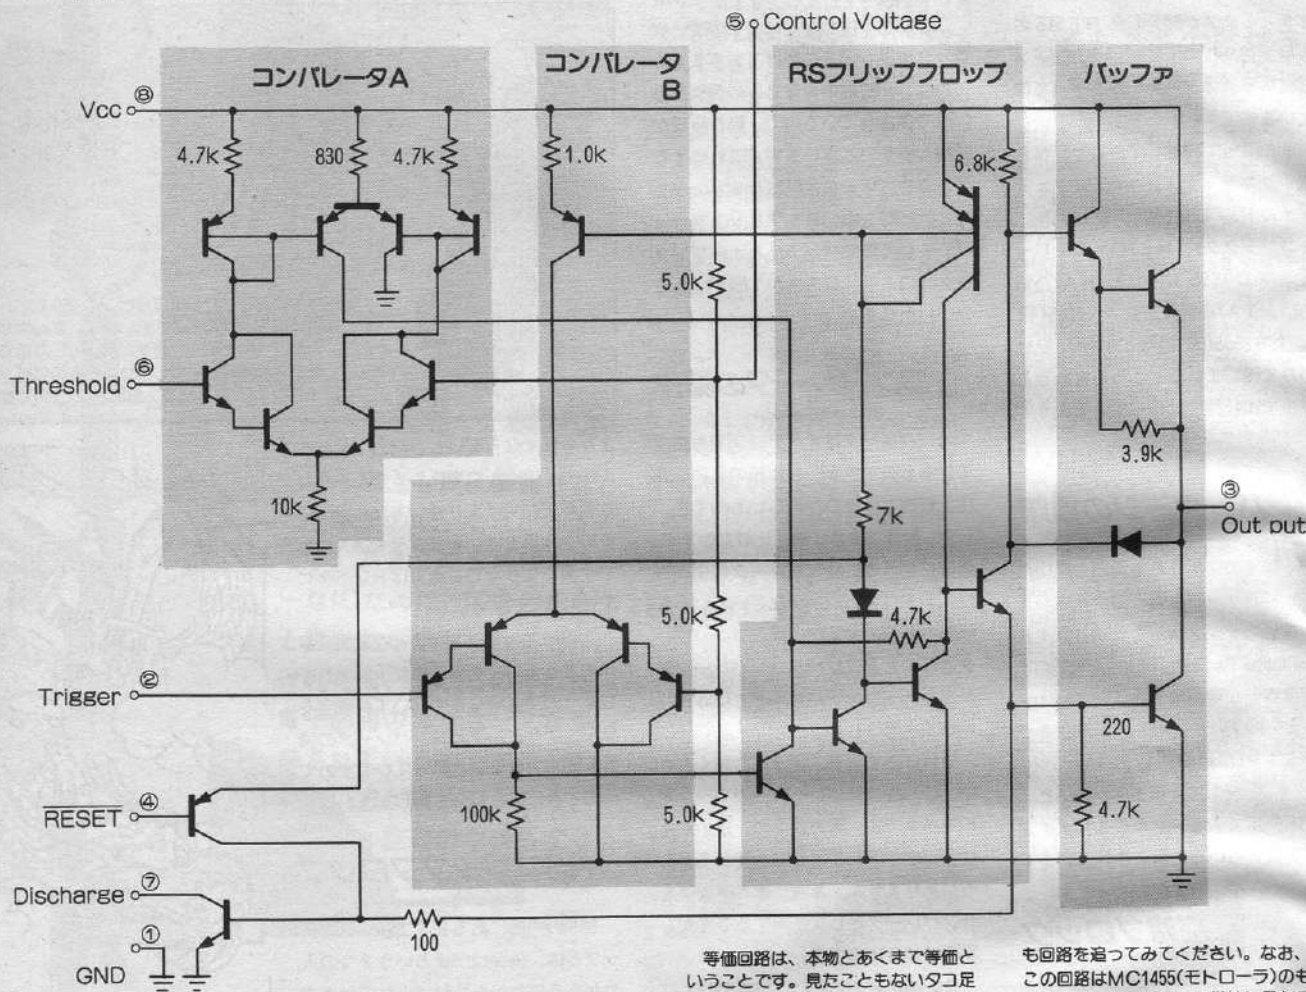 ⑤ Control Voltage
コンパレータA
コンパレータ
B
RSフリップフロップ
バッファ
Vcc ⑧
4.7k
830
4.7k
1.0k
6.8k
5.0k
Threshold ⑥
3.9k
10k
7k
③
Out put
5.0k
4.7k
Trigger ②
220
100k
5.0k
4.7k
RESET ④
Discharge ⑦
100
①
GND
等価回路は、本物とあくまで等価と
いうことです。見たこともないタコ足
も回路を追ってみてください。なお、
この回路はMC1455(モトローラ)のも